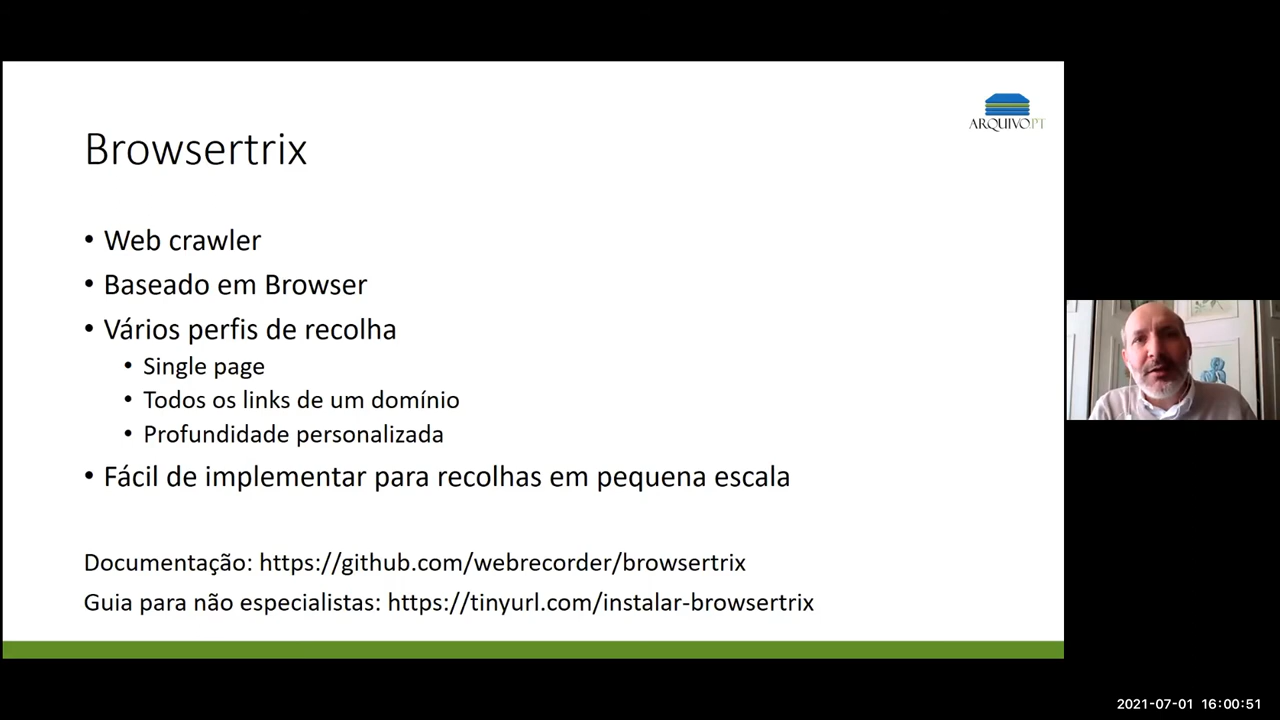 ARQUIVO.PT
Browsertrix
• Web crawler
• Baseado em Browser
• Vários perfis de recolha
• Single page
• Todos os links de um domínio
• Profundidade personalizada
• Fácil de implementar para recolhas em pequena escala
Documentação: https://github.com/webrecorder/browsertrix
Guia para não especialistas: https://tinyurl.com/instalar-browsertrix
2021-07-01 16:00:51